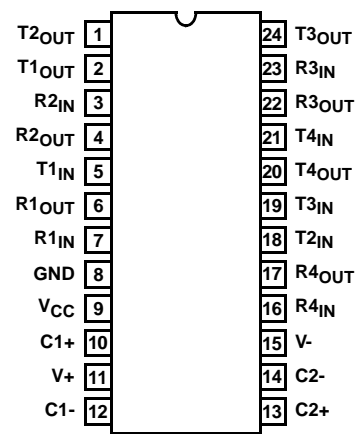 T2OUT 1 24 T3OUT
T1OUT 2 23 R3IN
R2IN 3 22 R3OUT
R2OUT 4 21 T4IN
T1IN 5 20 T4OUT
R1OUT 6 19 T3IN
R1IN 7 18 T2IN
GND 8 17 R4OUT
VCC 9 16 R4IN
C1+ 10 15 V-
V+ 11 14 C2-
C1- 12 13 C2+